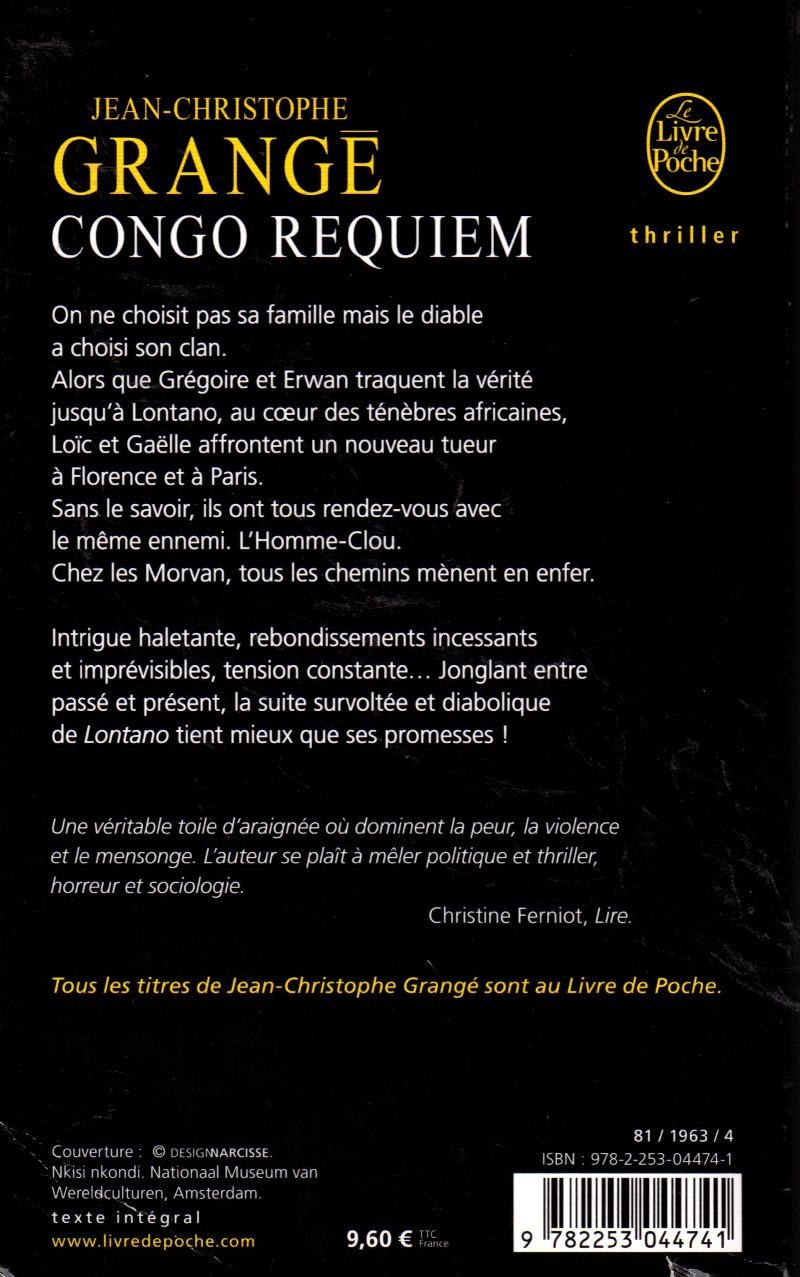 JEAN-CHRISTOPHE
GRANGĒ
CONGO REQUIEM
Le
Livre
de
Poche
thriller
On ne choisit pas sa famille mais le diable
a choisi son clan.
Alors que Grégoire et Erwan traquent la vérité
jusqu'à Lontano, au cœur des ténèbres africaines,
Loïc et Gaëlle affrontent un nouveau tueur
à Florence et à Paris.
Sans le savoir, ils ont tous rendez-vous avec
le même ennemi. L'Homme-Clou.
Chez les Morvan, tous les chemins mènent en enfer.
Intrigue haletante, rebondissements incessants
et imprévisibles, tension constante… Jonglant entre
passé et présent, la suite survoltée et diabolique
de Lontano tient mieux que ses promesses !
Une véritable toile d'araignée où dominent la peur, la violence
et le mensonge. L'auteur se plaît à mêler politique et thriller,
horreur et sociologie.
Christine Ferniot, Lire.
Tous les titres de Jean-Christophe Grangé sont au Livre de Poche.
Couverture : © DESIGNNARCISSE.
Nkisi nkondi. Nationaal Museum van
Wereldculturen, Amsterdam.
texte intégral
www.livredepoche.com
9,60 € TTC
France
81 / 1963 / 4
ISBN : 978-2-253-04474-1
9 782253 044741